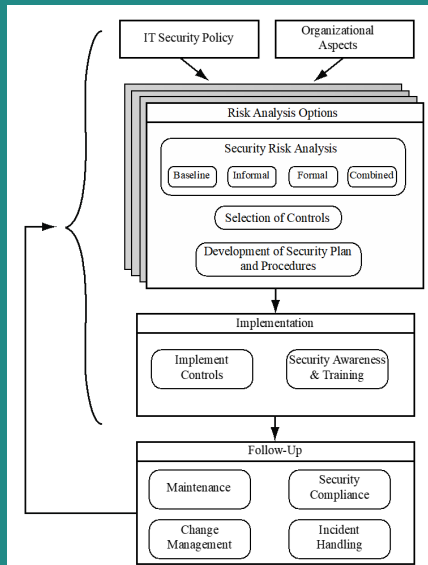 IT Security Policy
Organizational
Aspects
Risk Analysis Options
Security Risk Analysis
Baseline
Informal
Formal
Combined
Selection of Controls
Development of Security Plan
and Procedures
Implementation
Implement
Controls
Security Awareness
& Training
Follow-Up
Maintenance
Security
Compliance
Change
Management
Incident
Handling